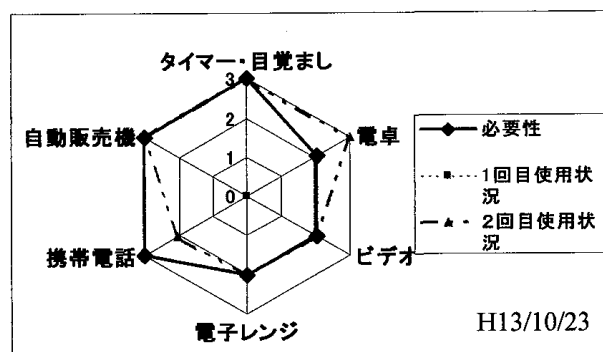 タイマー・目覚まし
3
2
1
0
自動販売機
電卓
携帯電話
ビデオ
電子レンジ
必要性
1回目使用状
況
2回目使用状
況
H13/10/23